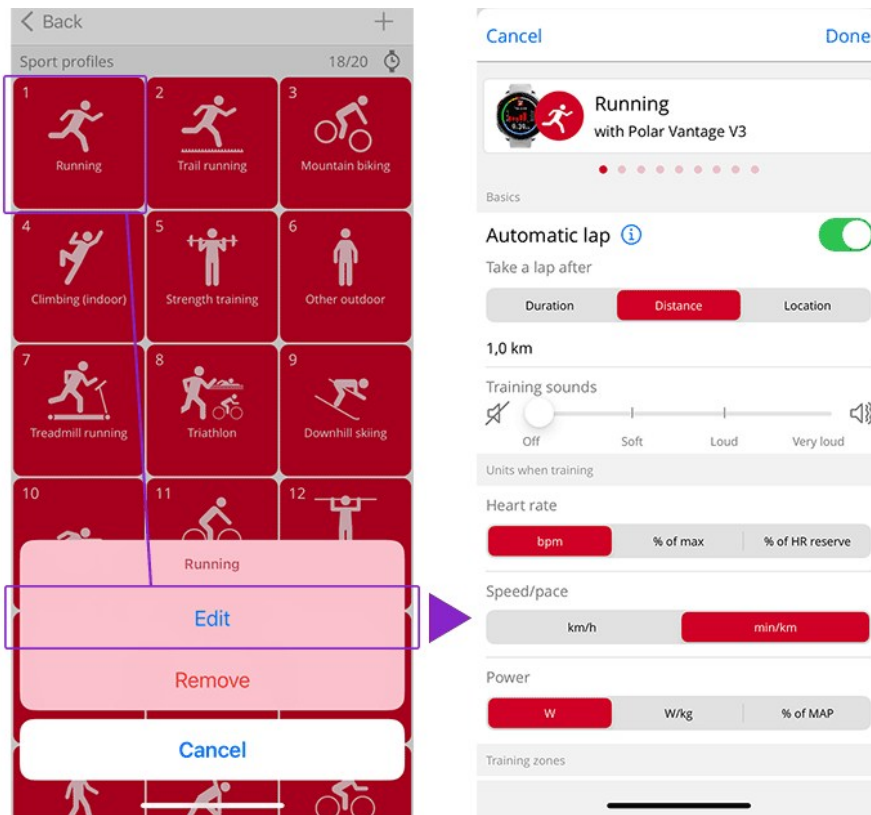 Back
Sport profiles 18/20
1 2 3
Running Trail running Mountain biking
4 5 6
Climbing (indoor) Strength training Other outdoor
7 8 9
Treadmill running Triathlon Downhill skiing
10 11 12
Running
Edit
Remove
Cancel
Cancel Done
Running
with Polar Vantage V3
Basics
Automatic lap
Take a lap after
Duration Distance Location
1,0 km
Training sounds
Off Soft Loud Very loud
Units when training
Heart rate
bpm % of max % of HR reserve
Speed/pace
km/h min/km
Power
W W/kg % of MAP
Training zones